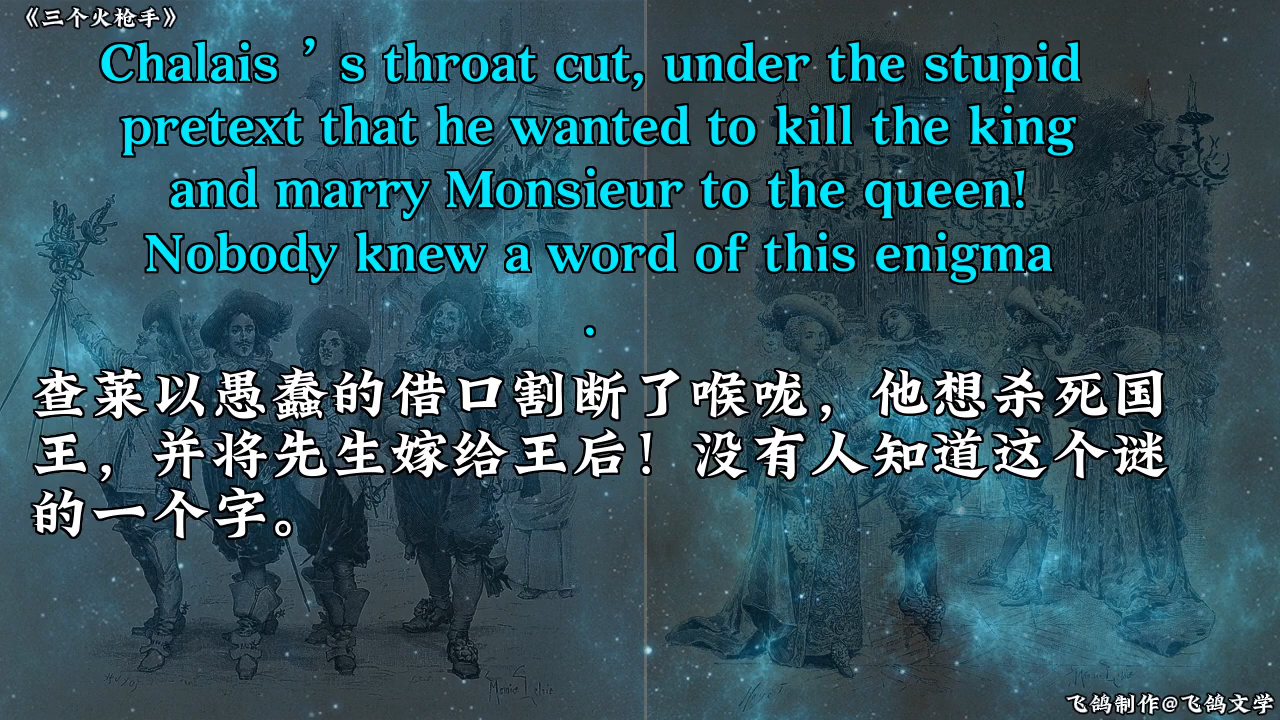 《三个火枪手》
Chalais ’ s throat cut, under the stupid
pretext that he wanted to kill the king
and marry Monsieur to the queen!
Nobody knew a word of this enigma
.
查莱以愚蠢的借口割断了喉咙，他想杀死国
王，并将先生嫁给王后！没有人知道这个谜
的一个字。
飞鸽制作@飞鸽文学